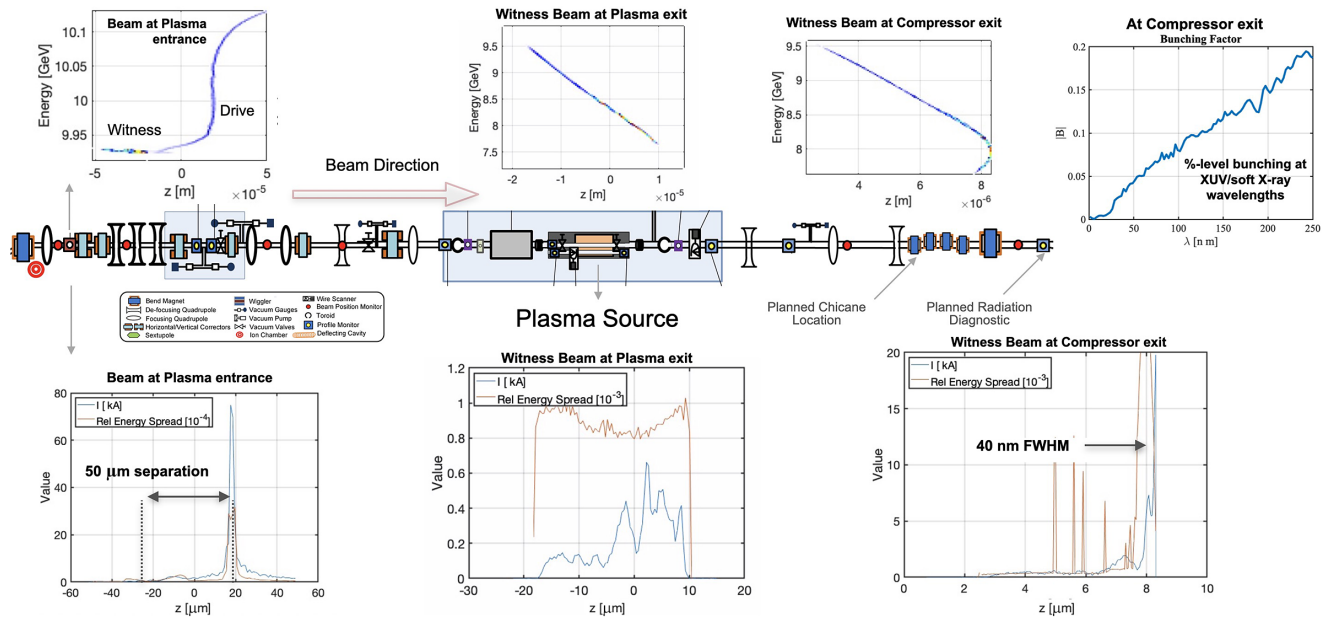 Beam at Plasma
entrance
Energy [GeV]
10.1
10.05
10
9.95
Witness
Drive
5
0
5
z [m]
×10⁻⁵
Witness Beam at Plasma exit
Energy [GeV]
9.5
9
8.5
8
7.5
-2
-1
0
1
z [m]
×10⁻⁵
Witness Beam at Compressor exit
Energy [GeV]
9.5
9
8.5
8
4
6
8
z [m]
×10⁻⁶
At Compressor exit
Bunching Factor
|B|
0.2
0.15
0.1
0.05
0
0
50
100
150
200
250
λ [n m]
%-level bunching at
XUV/soft X-ray
wavelengths
Beam Direction
Bend Magnet
De-focusing Quadrupole
Focusing Quadrupole
Horizontal/Vertical Correctors
Sextupole
Wiggler
Vacuum Gauges
Vacuum Pump
Vacuum Valves
Ion Chamber
Wire Scanner
Beam Position Monitor
Toroid
Profile Monitor
Deflecting Cavity
Plasma Source
Planned Chicane
Location
Planned Radiation
Diagnostic
Beam at Plasma entrance
I [ kA]
Rel Energy Spread [10⁻⁴]
50 μm separation
Value
80
60
40
20
0
-60
-40
-20
0
20
40
60
z [μm]
Witness Beam at Plasma exit
I [ kA]
Rel Energy Spread [10⁻³]
Value
1.2
1
0.8
0.6
0.4
0.2
0
-30
-20
-10
0
10
20
z [μm]
Witness Beam at Compressor exit
I [ kA]
Rel Energy Spread [10⁻³]
40 nm FWHM
Value
20
15
10
5
0
0
2
4
6
8
10
z [μm]